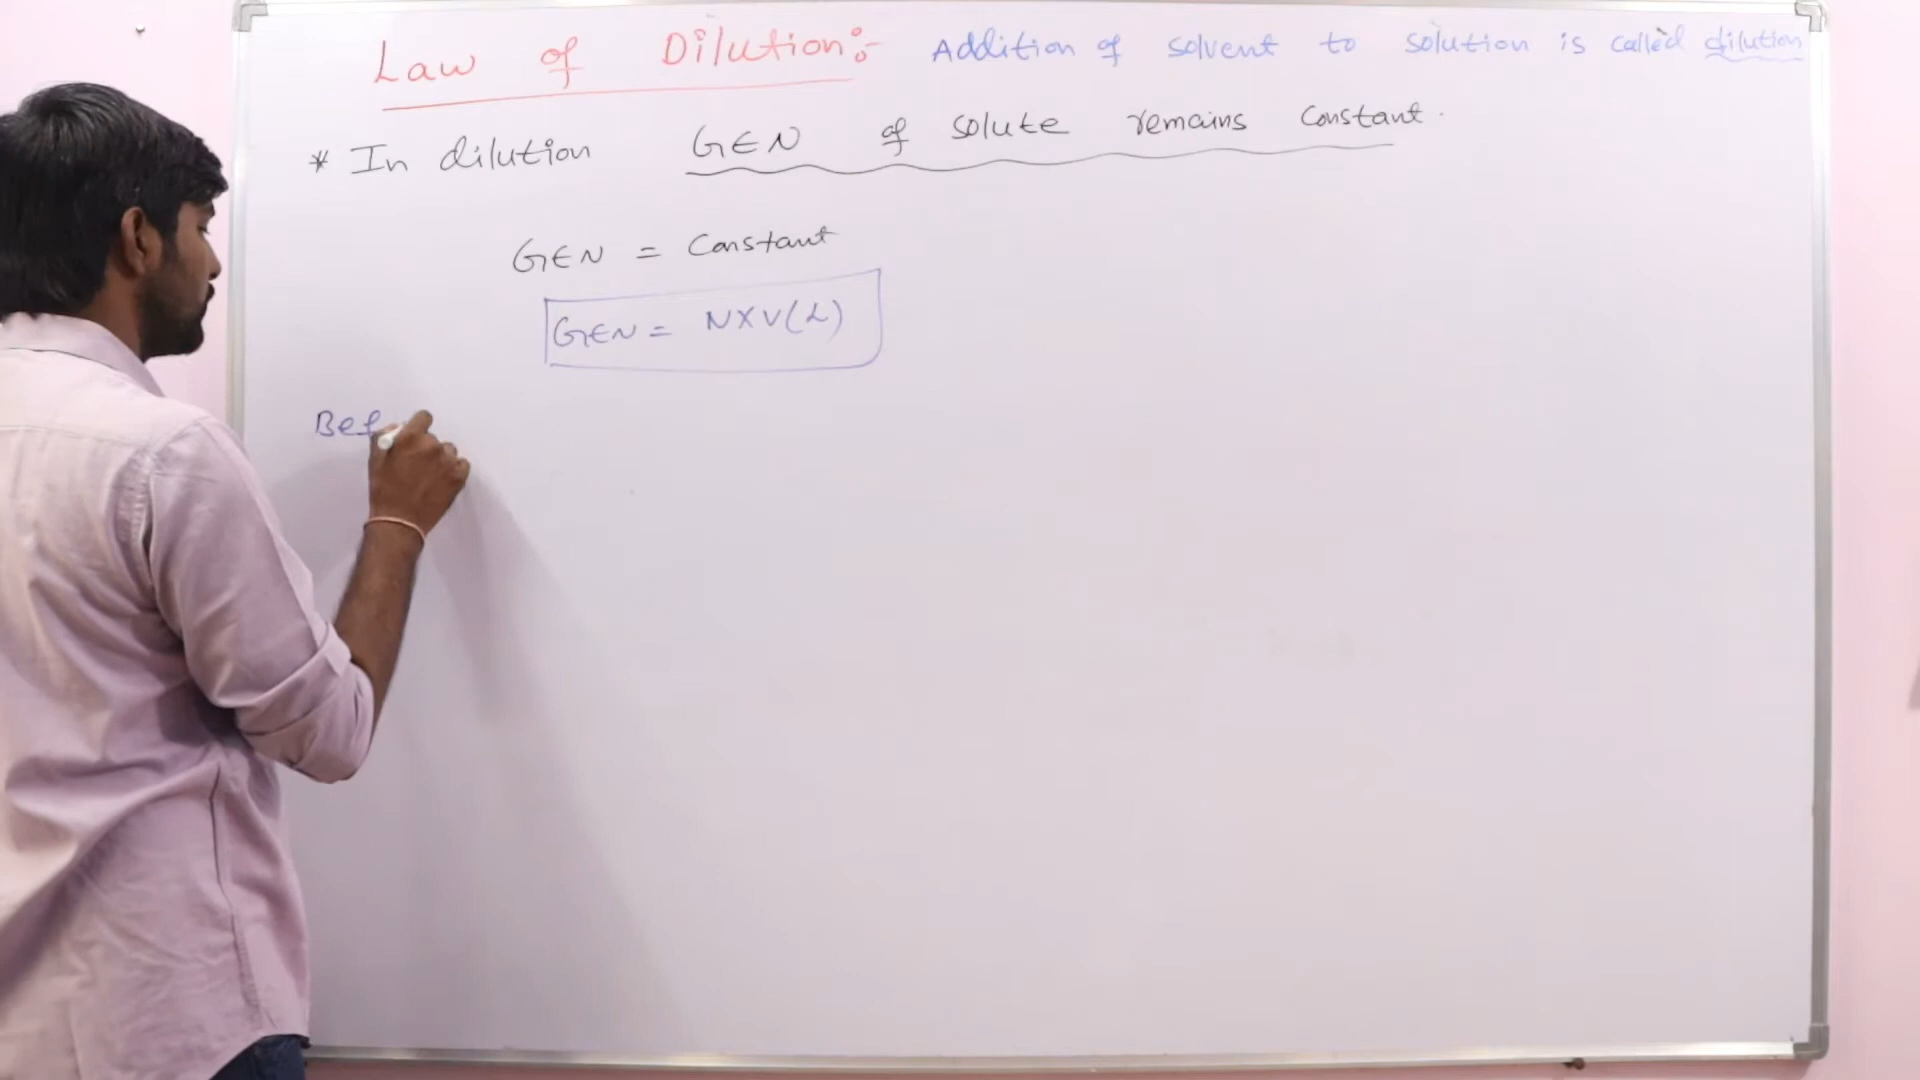 Law of Dilution:- Addition of solvent to solution is called dilution
* In dilution GEN of solute remains constant.
GEN = Constant
GEN = N×V(L)
Bef